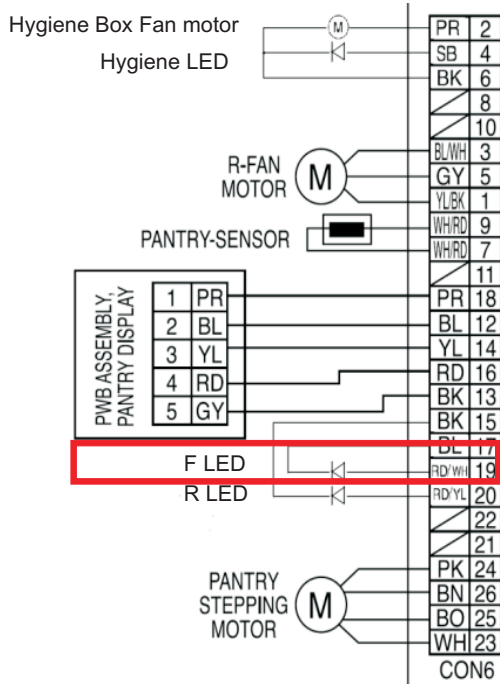 Hygiene Box Fan motor M PR 2
Hygiene LED SB 4
BK 6
8
10
BL/WH 3
R-FAN MOTOR M GY 5
YL/BK 1
WH/RD 9
PANTRY-SENSOR WH/RD 7
11
PWB ASSEMBLY, PANTRY DISPLAY
1 PR PR 18
2 BL BL 12
3 YL YL 14
4 RD RD 16
5 GY BK 13
BK 15
BL 17
F LED RD/WH 19
R LED RD/YL 20
22
21
PK 24
PANTRY STEPPING MOTOR M BN 26
BO 25
WH 23
CON6